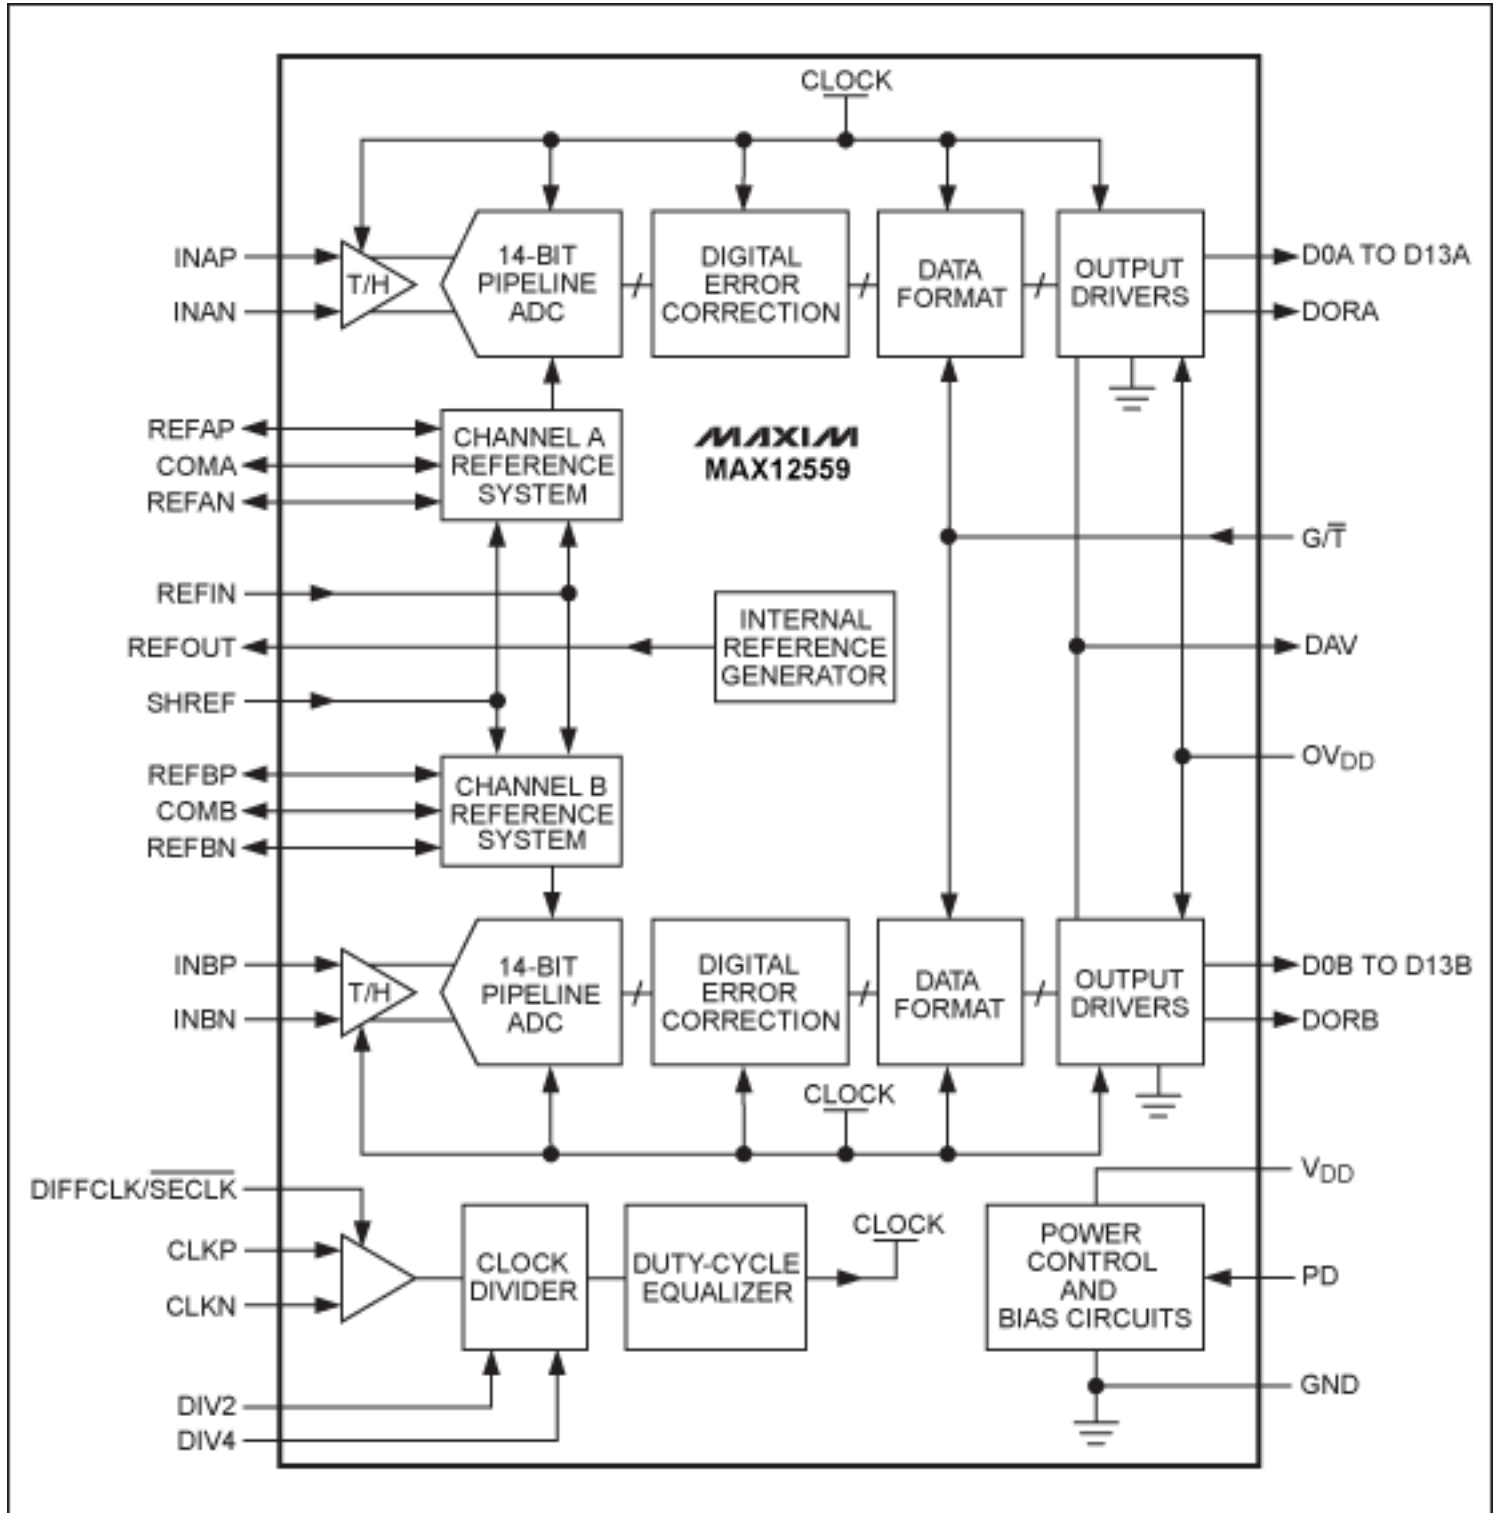 CLOCK
INAP
INAN
T/H
14-BIT
PIPELINE
ADC
DIGITAL
ERROR
CORRECTION
DATA
FORMAT
OUTPUT
DRIVERS
D0A TO D13A
DORA
REFAP
COMA
REFAN
CHANNEL A
REFERENCE
SYSTEM
MAXIM
MAX12559
G/T̅
REFIN
REFOUT
SHREF
INTERNAL
REFERENCE
GENERATOR
DAV
OVDD
REFBP
COMB
REFBN
CHANNEL B
REFERENCE
SYSTEM
INBP
INBN
T/H
14-BIT
PIPELINE
ADC
DIGITAL
ERROR
CORRECTION
DATA
FORMAT
OUTPUT
DRIVERS
D0B TO D13B
DORB
CLOCK
DIFFCLK/S̅E̅C̅L̅K̅
CLKP
CLKN
CLOCK
DIVIDER
DUTY-CYCLE
EQUALIZER
CLOCK
POWER
CONTROL
AND
BIAS CIRCUITS
VDD
PD
GND
DIV2
DIV4